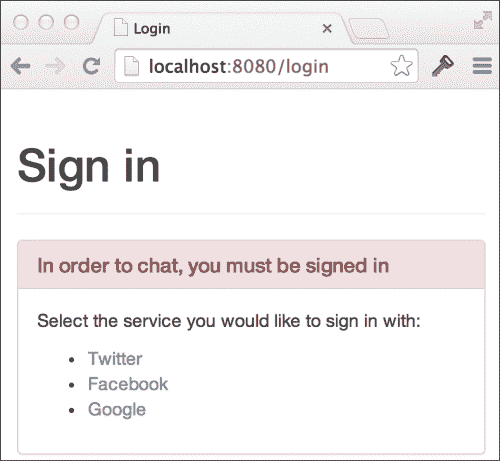 Login
localhost:8080/login
Sign in
In order to chat, you must be signed in
Select the service you would like to sign in with:
Twitter
Facebook
Google